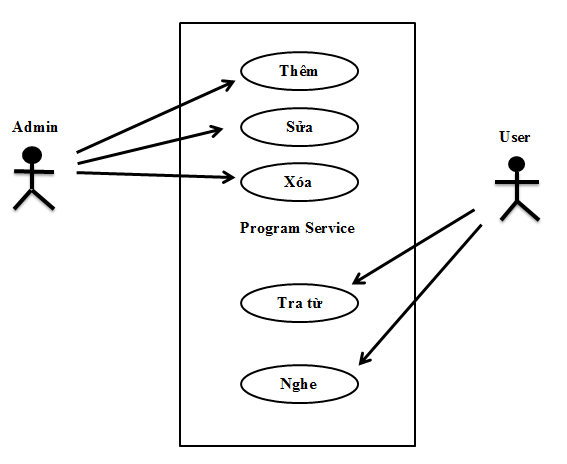 Thêm
Admin
Sửa
User
Xóa
Program Service
Tra từ
Nghe